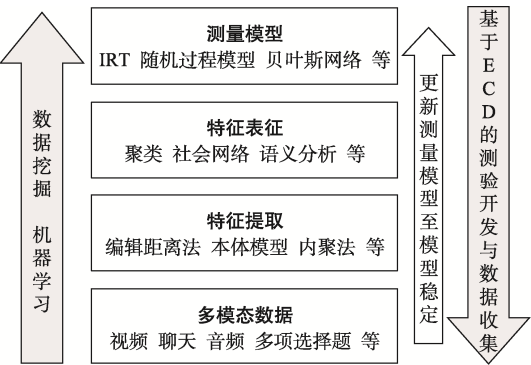 测量模型
IRT 随机过程模型 贝叶斯网络 等
特征表征
聚类 社会网络 语义分析 等
特征提取
编辑距离法 本体模型 内聚法 等
多模态数据
视频 聊天 音频 多项选择题 等
数据挖掘 机器学习
更新测量模型至模型稳定
基于ECD的测验开发与数据收集